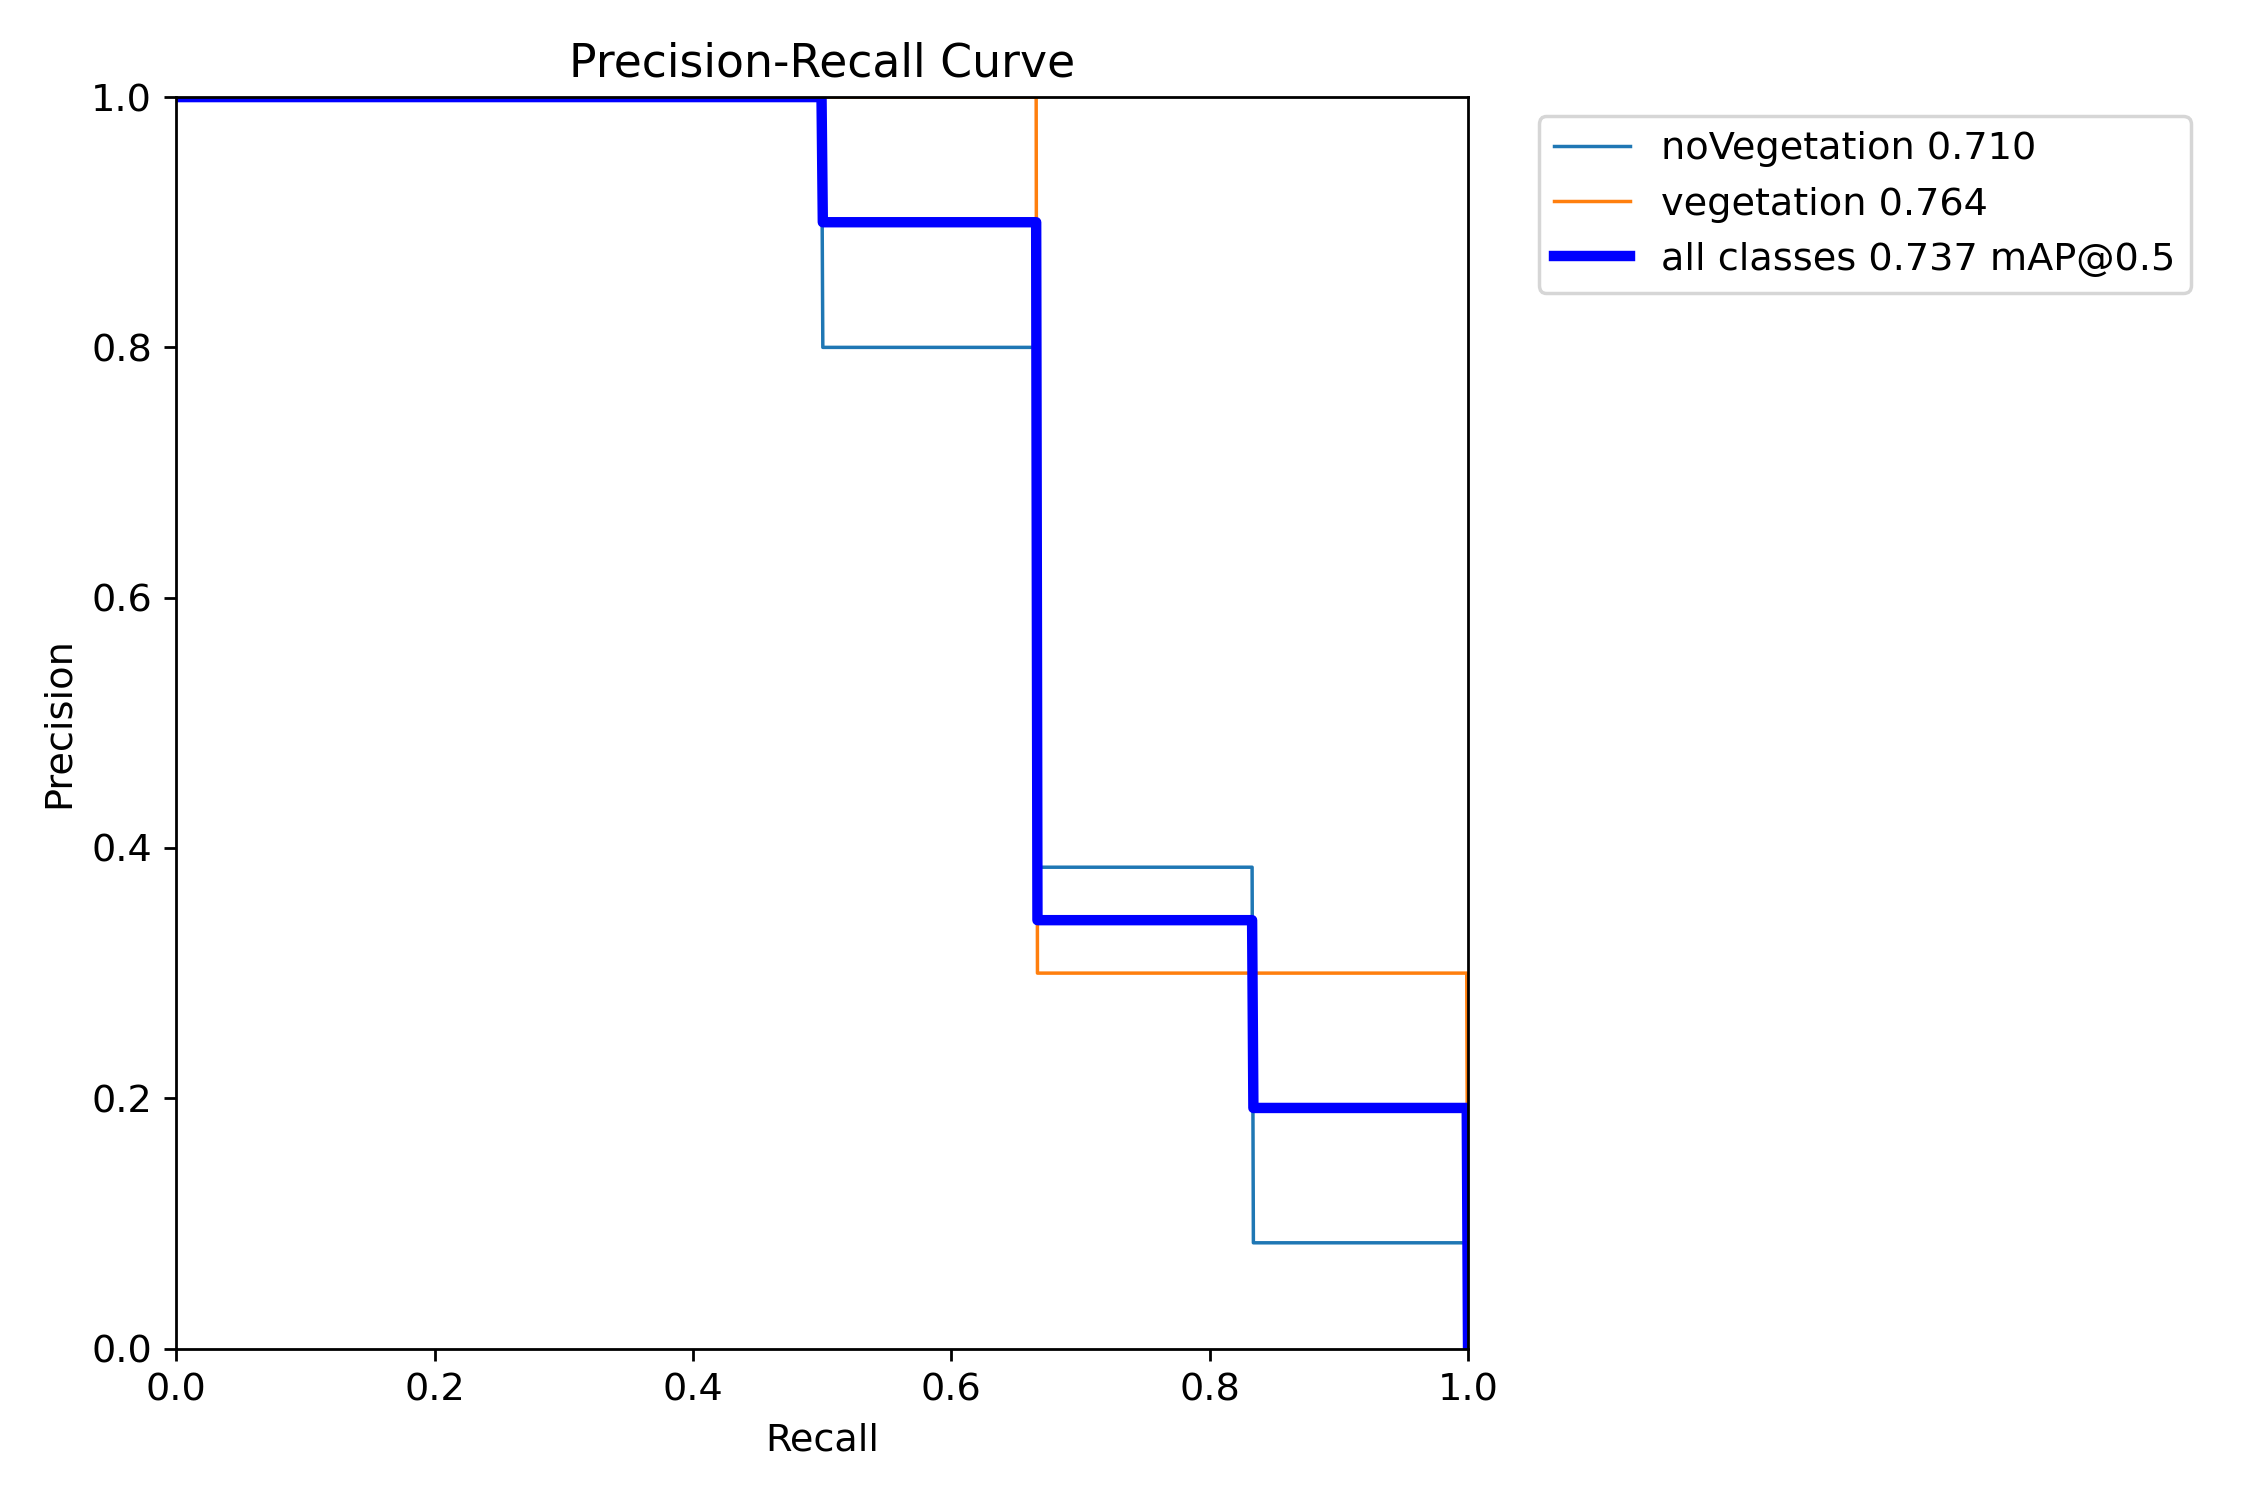 Precision-Recall Curve
noVegetation 0.710
vegetation 0.764
all classes 0.737 mAP@0.5
Precision
1.0
0.8
0.6
0.4
0.2
0.0
0.0 0.2 0.4 0.6 0.8 1.0
Recall